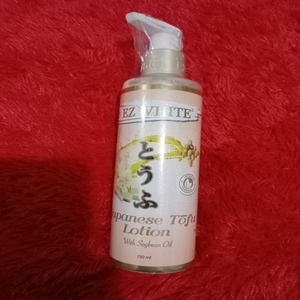 EZ WHITE
とうふ
Japanese Tofu
Lotion
With Soybean Oil